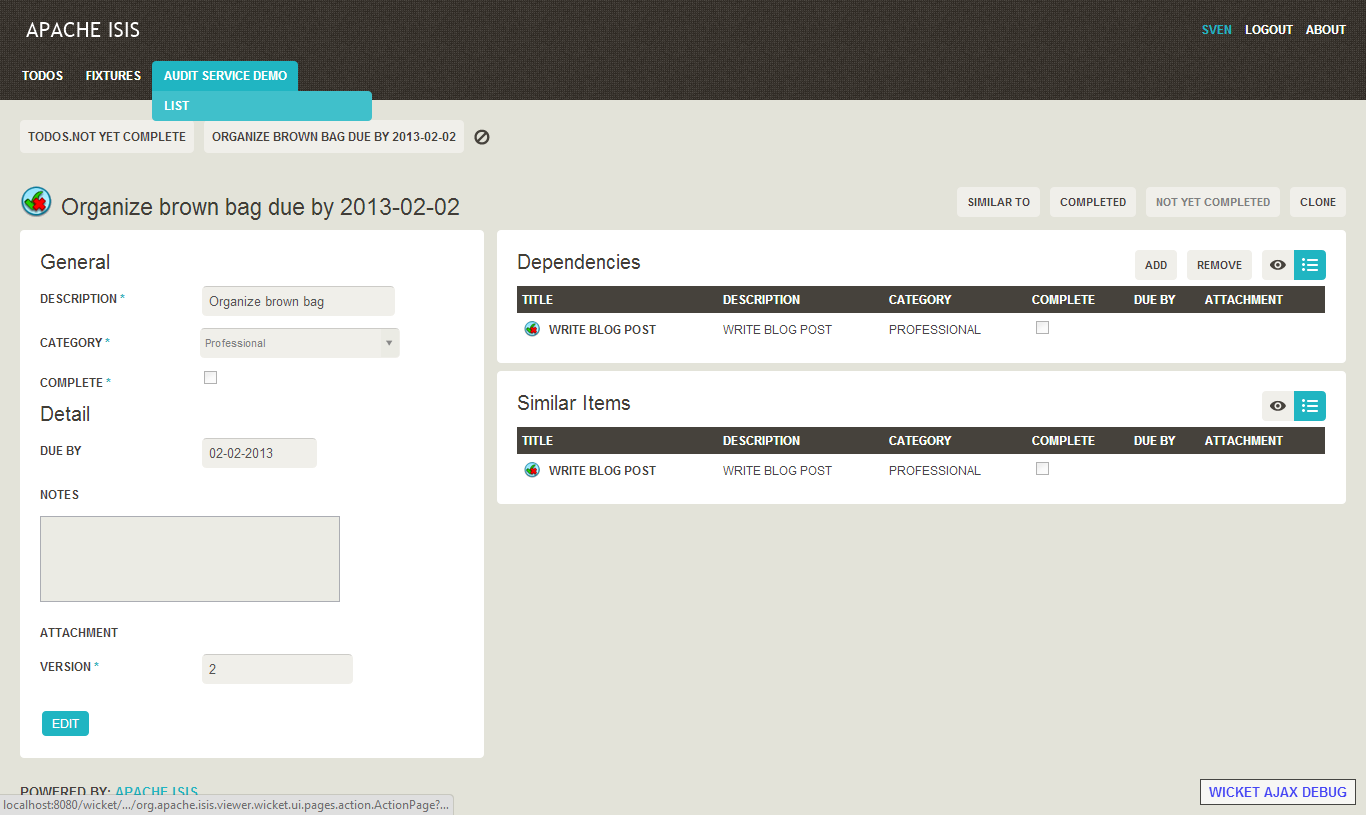 APACHE ISIS
SVEN LOGOUT ABOUT
TODOS FIXTURES AUDIT SERVICE DEMO
LIST
TODOS.NOT YET COMPLETE ORGANIZE BROWN BAG DUE BY 2013-02-02
Organize brown bag due by 2013-02-02
SIMILAR TO COMPLETED NOT YET COMPLETED CLONE
General
DESCRIPTION * Organize brown bag
CATEGORY * Professional
COMPLETE *
Detail
DUE BY 02-02-2013
NOTES
ATTACHMENT
VERSION * 2
EDIT
Dependencies
ADD REMOVE
TITLE DESCRIPTION CATEGORY COMPLETE DUE BY ATTACHMENT
WRITE BLOG POST WRITE BLOG POST PROFESSIONAL
Similar Items
TITLE DESCRIPTION CATEGORY COMPLETE DUE BY ATTACHMENT
WRITE BLOG POST WRITE BLOG POST PROFESSIONAL
POWERED BY: APACHE ISIS
localhost:8080/wicket/.../org.apache.isis.viewer.wicket.ui.pages.action.ActionPage?...
WICKET AJAX DEBUG